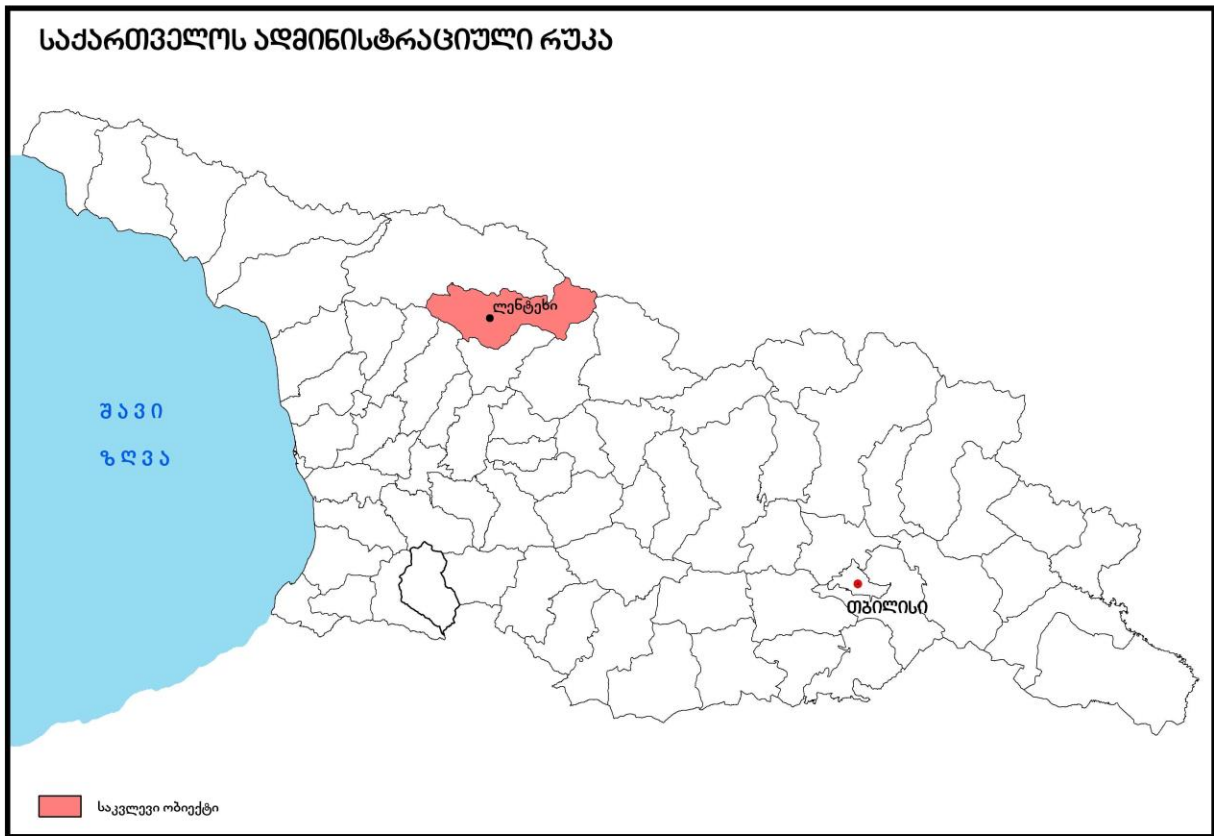 საქართველოს ადმინისტრაციული რუკა
ლენტეხი
შავი
ზღვა
თბილისი
საკვლევი ობიექტი